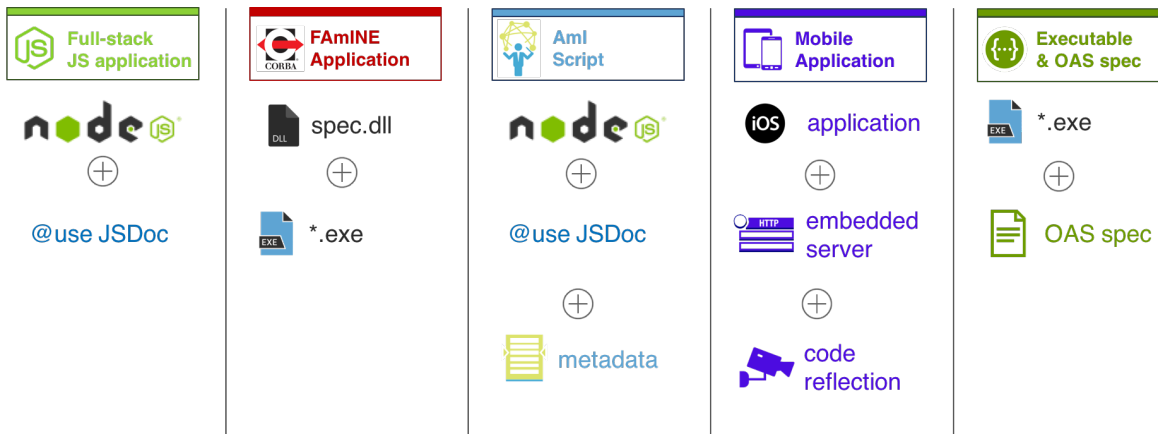 JS
Full-stack
JS application
node JS
@use JSDoc
CORBA
FAmINE
Application
DLL
spec.dll
EXE
*.exe
AmI
Script
node JS
@use JSDoc
metadata
Mobile
Application
iOS
application
HTTP
embedded
server
code
reflection
{··}
Executable
& OAS spec
EXE
*.exe
OAS spec